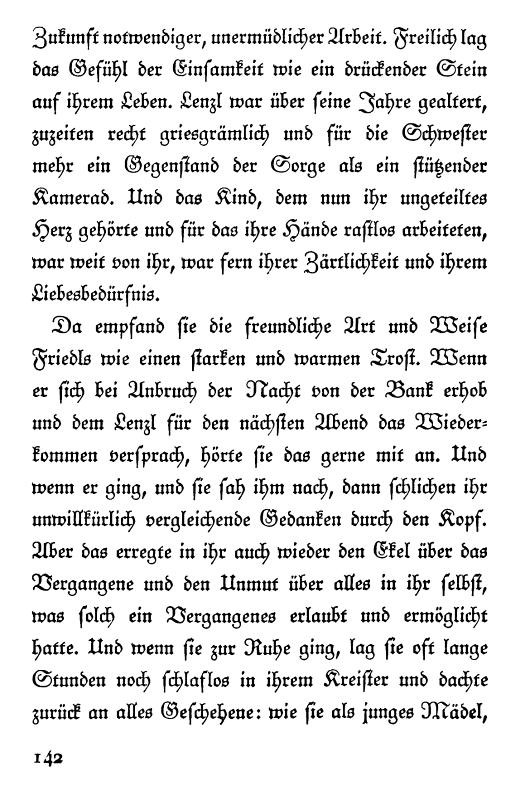 Zukunft notwendiger, unermüdlicher Arbeit. Freilich lag
das Gefühl der Einsamkeit wie ein drückender Stein
auf ihrem Leben. Lenzl war über seine Jahre gealtert,
zuzeiten recht griesgrämlich und für die Schwester
mehr ein Gegenstand der Sorge als ein stützender
Kamerad. Und das Kind, dem nun ihr ungeteiltes
Herz gehörte und für das ihre Hände rastlos arbeiteten,
war weit von ihr, war fern ihrer Zärtlichkeit und ihrem
Liebesbedürfnis.
Da empfand sie die freundliche Art und Weise
Friedls wie einen starken und warmen Trost. Wenn
er sich bei Anbruch der Nacht von der Bank erhob
und dem Lenzl für den nächsten Abend das Wieder-
kommen versprach, hörte sie das gerne mit an. Und
wenn er ging, und sie sah ihm nach, dann schlichen ihr
unwillkürlich vergleichende Gedanken durch den Kopf.
Aber das erregte in ihr auch wieder den Ekel über das
Vergangene und den Unmut über alles in ihr selbst,
was solch ein Vergangenes erlaubt und ermöglicht
hatte. Und wenn sie zur Ruhe ging, lag sie oft lange
Stunden noch schlaflos in ihrem Kreister und dachte
zurück an alles Geschehene: wie sie als junges Mädel,
142